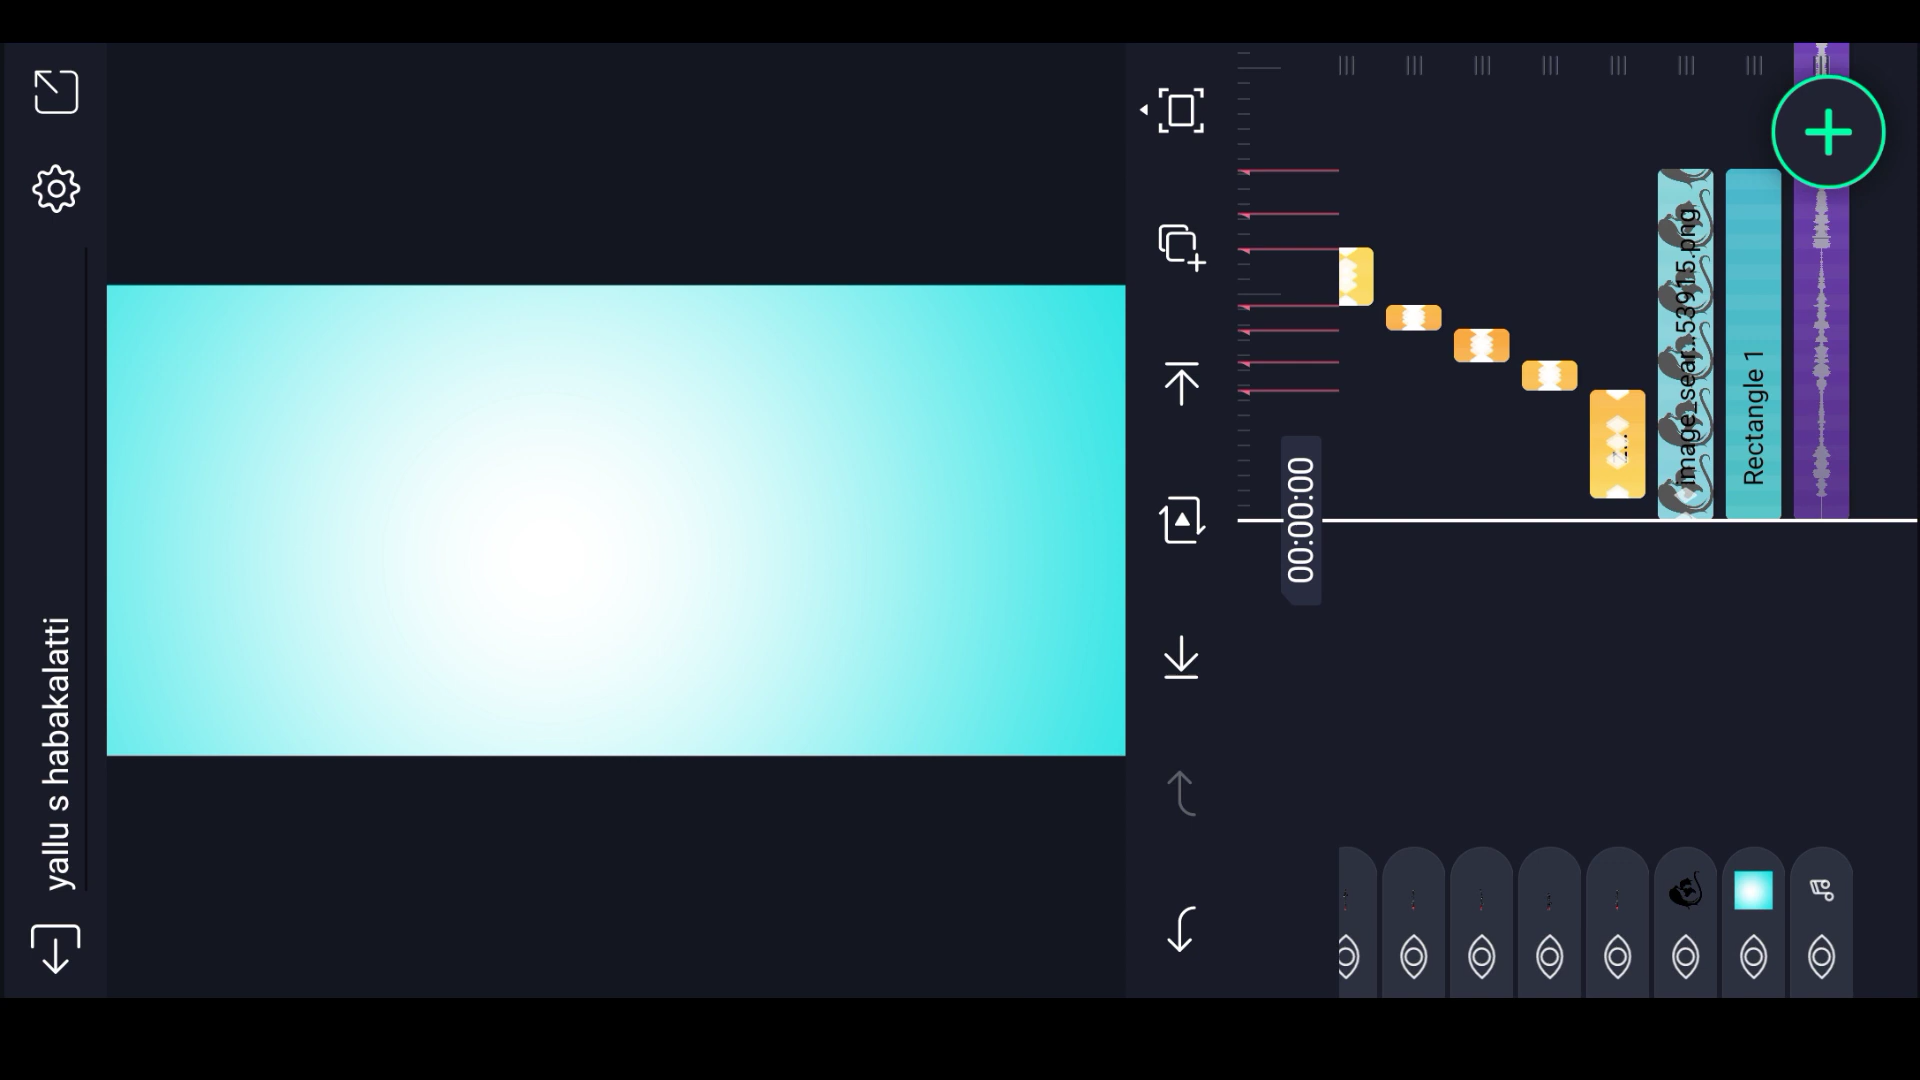 yallu s habakalatti
00:00:00
image_sear...53915.png
Rectangle 1